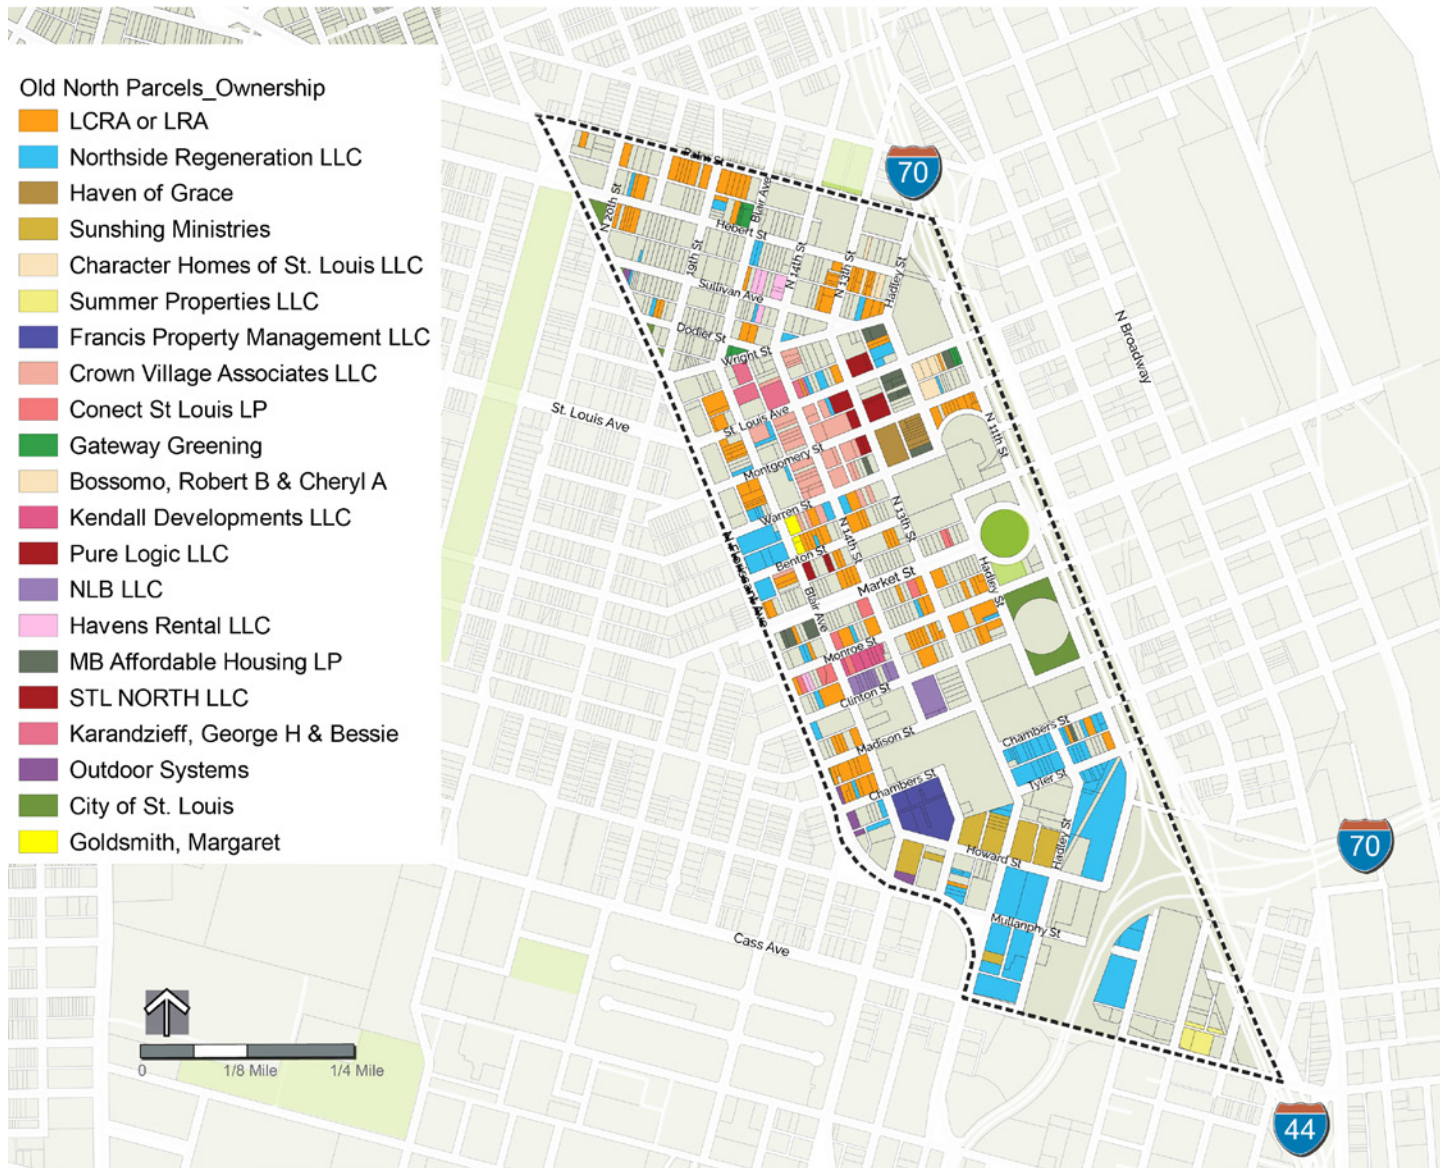 Old North Parcels_Ownership
LCRA or LRA
Northside Regeneration LLC
Haven of Grace
Sunshing Ministries
Character Homes of St. Louis LLC
Summer Properties LLC
Francis Property Management LLC
Crown Village Associates LLC
Conect St Louis LP
Gateway Greening
Bossomo, Robert B & Cheryl A
Kendall Developments LLC
Pure Logic LLC
NLB LLC
Havens Rental LLC
MB Affordable Housing LP
STL NORTH LLC
Karandzieff, George H & Bessie
Outdoor Systems
City of St. Louis
Goldsmith, Margaret
0 1/8 Mile 1/4 Mile
Palm St
70
Blair Ave
N 20th St
Hebert St
19th St
N 14th St
N 13th St
Hadley St
Sullivan Ave
Dodier St
Wright St
N Broadway
St. Louis Ave
St. Louis Ave
N 11th St
Montgomery St
Warren St
N 14th St
N 13th St
N Florissant Ave
Benton St
Market St
Hadley St
Blair Ave
Monroe St
Clinton St
Madison St
Chambers St
Chambers St
Tyler St
Hadley St
Howard St
70
Mullanphy St
Cass Ave
44